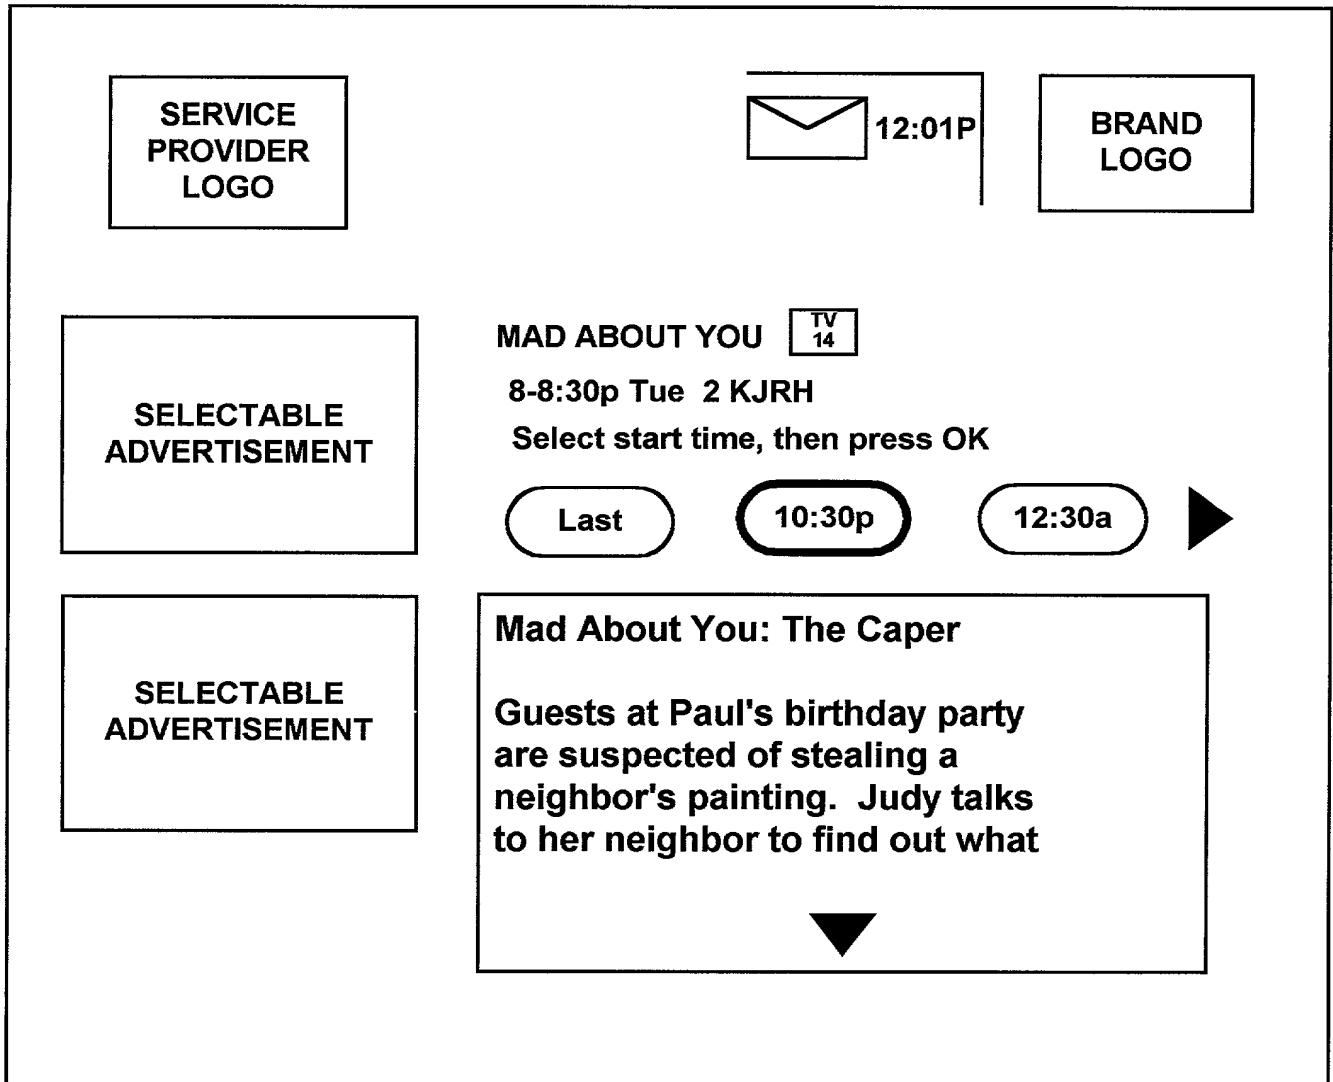 SERVICE
PROVIDER
LOGO
12:01P
BRAND
LOGO
SELECTABLE
ADVERTISEMENT
MAD ABOUT YOU
TV
14
8-8:30p Tue 2 KJRH
Select start time, then press OK
Last
10:30p
12:30a
SELECTABLE
ADVERTISEMENT
Mad About You: The Caper
Guests at Paul's birthday party
are suspected of stealing a
neighbor's painting. Judy talks
to her neighbor to find out what